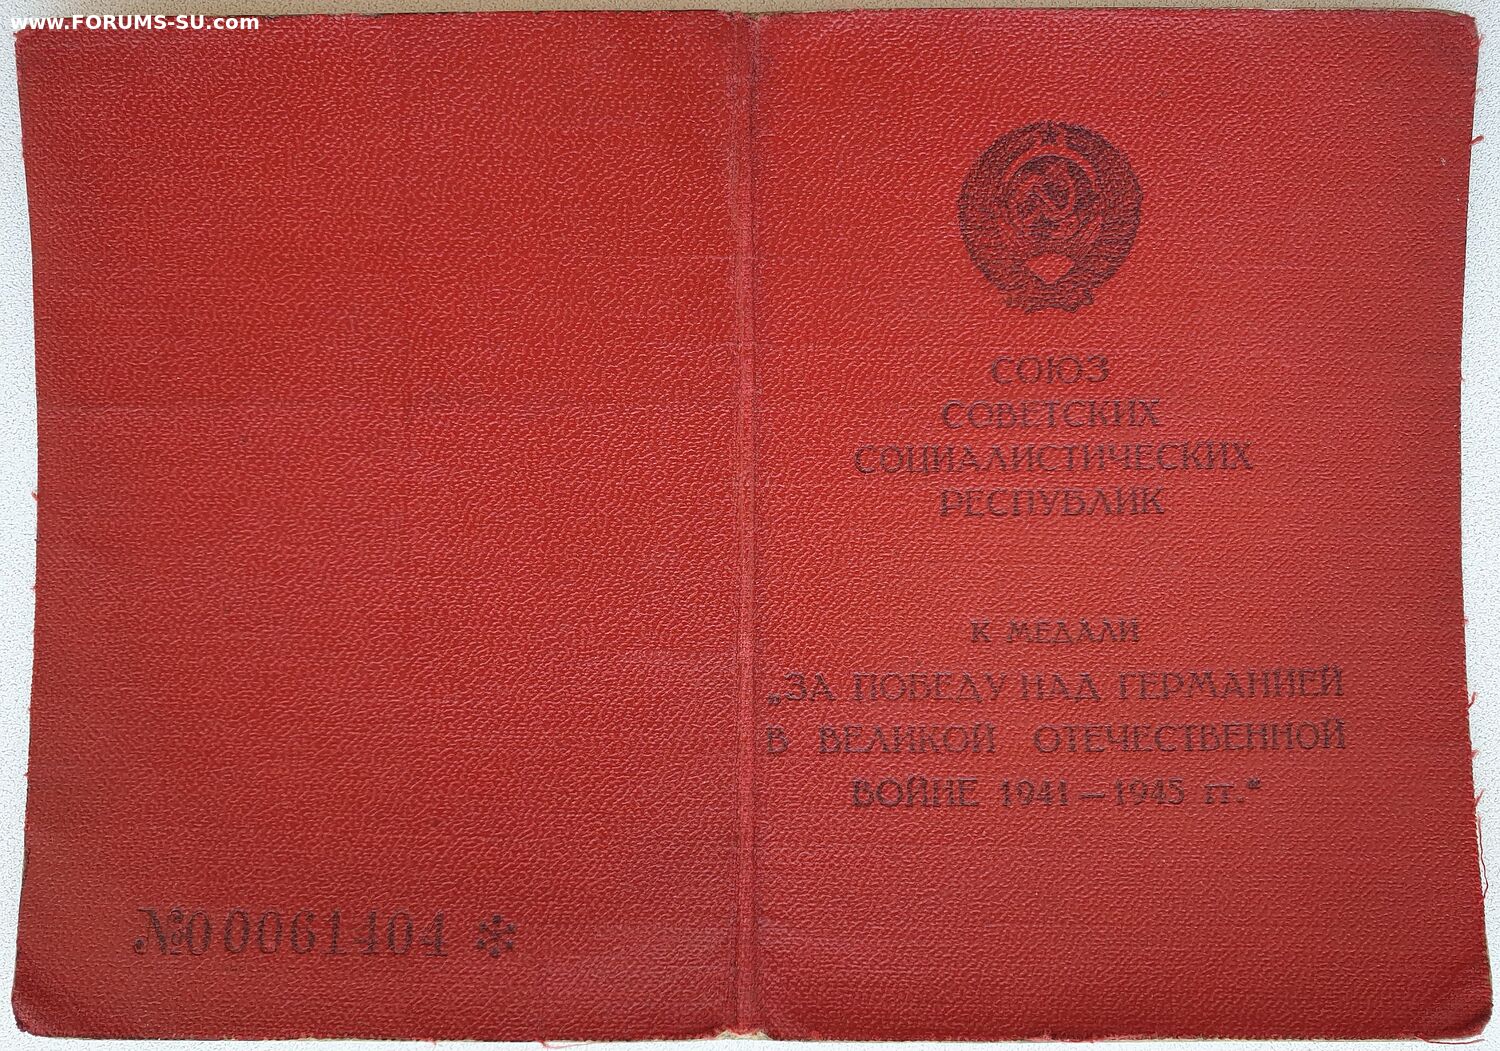 www.FORUMS-SU.com
СОЮЗ
СОВЕТСКИХ
СОЦИАЛИСТИЧЕСКИХ
РЕСПУБЛИК
К МЕДАЛИ
„ЗА ПОБЕДУ НАД ГЕРМАНИЕЙ
В ВЕЛИКОЙ ОТЕЧЕСТВЕННОЙ
ВОЙНЕ 1941—1945 гг.“
№00061404 *